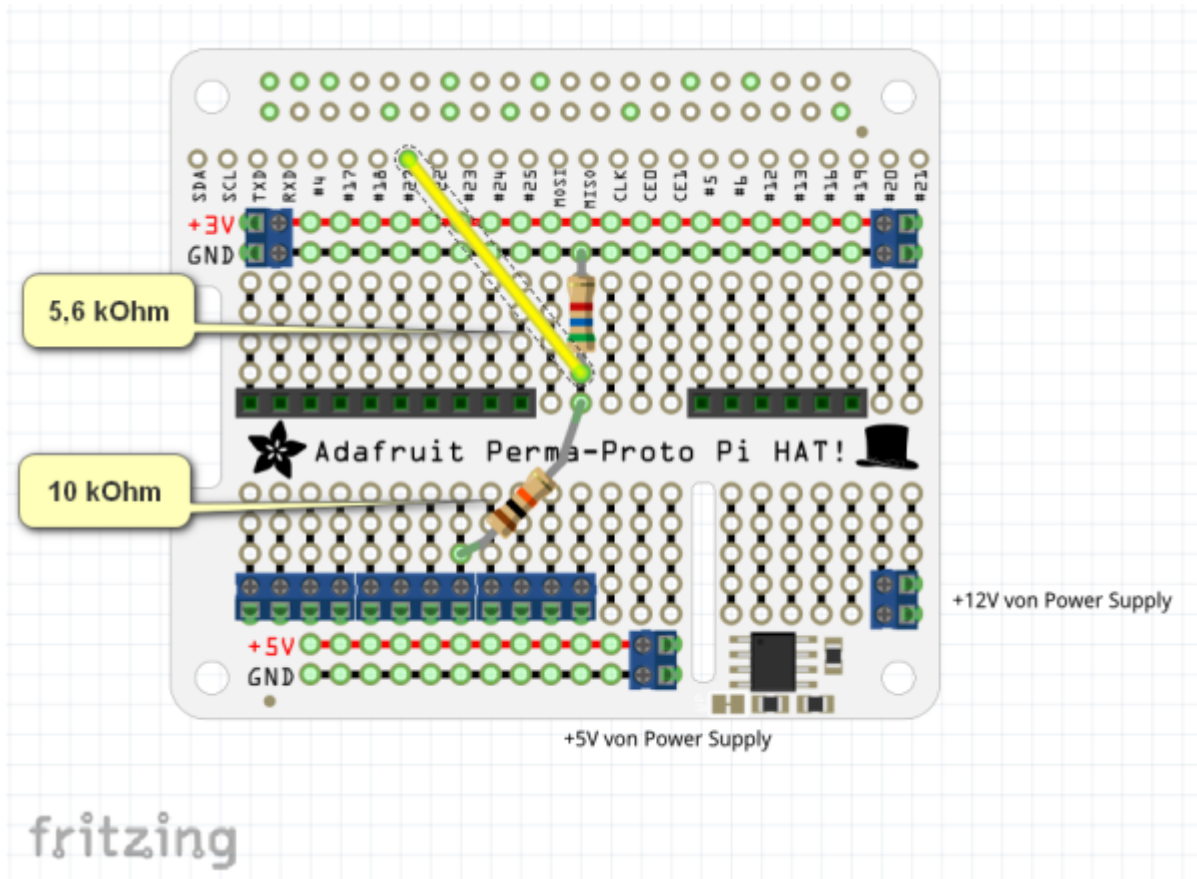 SDA SCL TXD RXD #4 #17 #18 #22 #23 #24 #25 MOSI MISO CLK CE0 CE1 #5 #6 #12 #13 #16 #19 #20 #21
+3V
GND
5,6 kOhm
Adafruit Perma-Proto Pi HAT!
10 kOhm
+12V von Power Supply
+5V
GND
+5V von Power Supply
fritzing